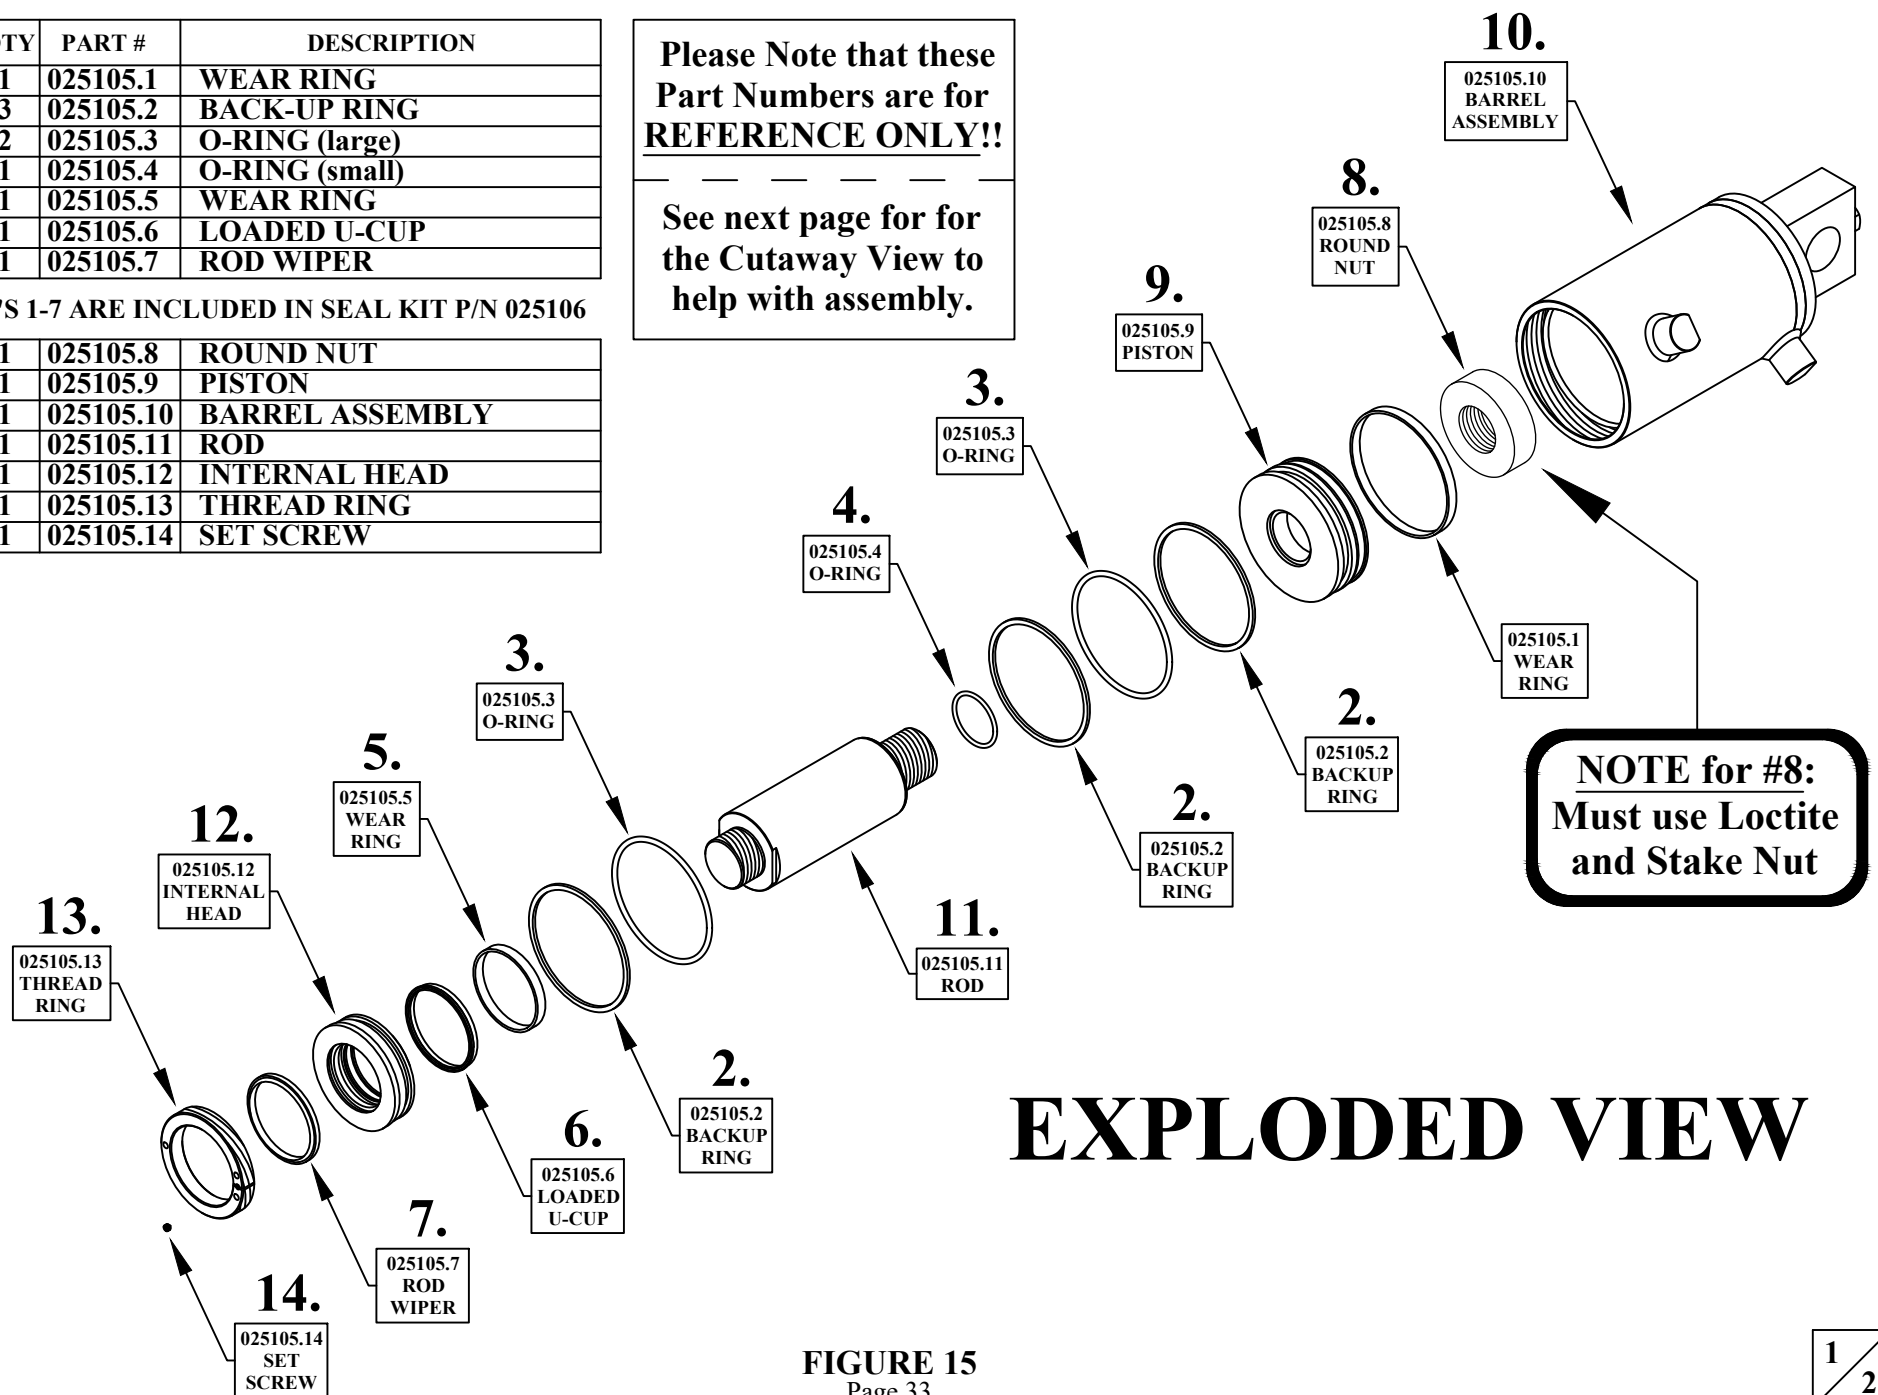 TY PART # DESCRIPTION
1 025105.1 WEAR RING
3 025105.2 BACK-UP RING
2 025105.3 O-RING (large)
1 025105.4 O-RING (small)
1 025105.5 WEAR RING
1 025105.6 LOADED U-CUP
1 025105.7 ROD WIPER
'S 1-7 ARE INCLUDED IN SEAL KIT P/N 025106
1 025105.8 ROUND NUT
1 025105.9 PISTON
1 025105.10 BARREL ASSEMBLY
1 025105.11 ROD
1 025105.12 INTERNAL HEAD
1 025105.13 THREAD RING
1 025105.14 SET SCREW
Please Note that these
Part Numbers are for
REFERENCE ONLY!!
See next page for for
the Cutaway View to
help with assembly.
10.
025105.10
BARREL
ASSEMBLY
8.
025105.8
ROUND
NUT
9.
025105.9
PISTON
3.
025105.3
O-RING
4.
025105.4
O-RING
025105.1
WEAR
RING
2.
025105.2
BACKUP
RING
2.
025105.2
BACKUP
RING
NOTE for #8:
Must use Loctite
and Stake Nut
3.
025105.3
O-RING
5.
025105.5
WEAR
RING
12.
025105.12
INTERNAL
HEAD
13.
025105.13
THREAD
RING
11.
025105.11
ROD
2.
025105.2
BACKUP
RING
6.
025105.6
LOADED
U-CUP
7.
025105.7
ROD
WIPER
14.
025105.14
SET
SCREW
EXPLODED VIEW
FIGURE 15
Page 33
1
2